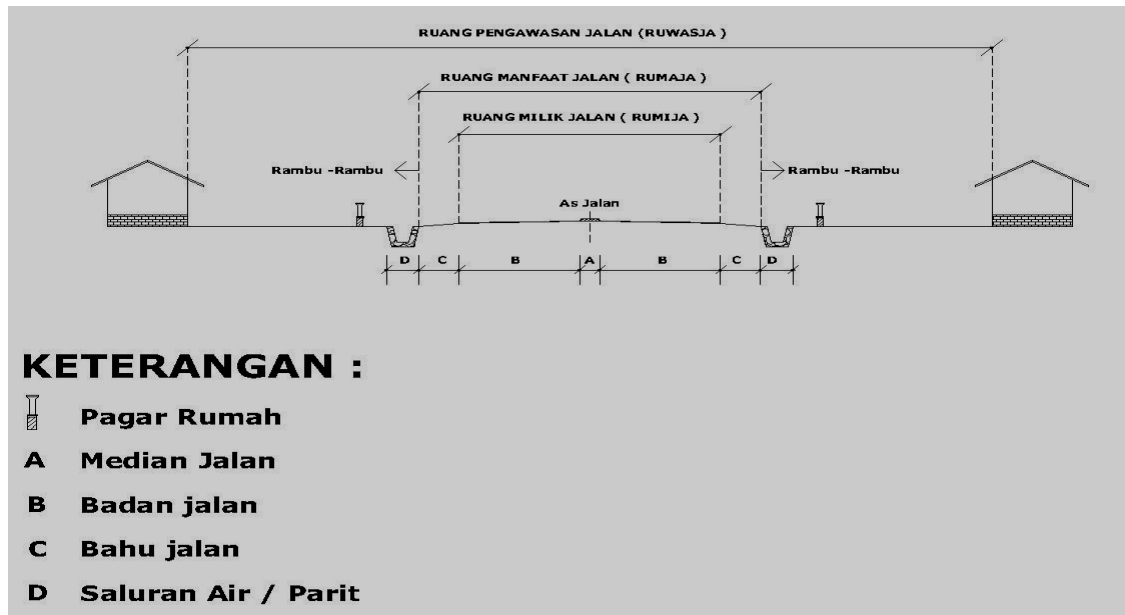 RUANG PENGAWASAN JALAN (RUWASJA )
RUANG MANFAAT JALAN ( RUMAJA )
RUANG MILIK JALAN ( RUMIJA )
Rambu -Rambu
Rambu -Rambu
As Jalan
D C B A B C D
KETERANGAN :
Pagar Rumah
A Median Jalan
B Badan jalan
C Bahu jalan
D Saluran Air / Parit